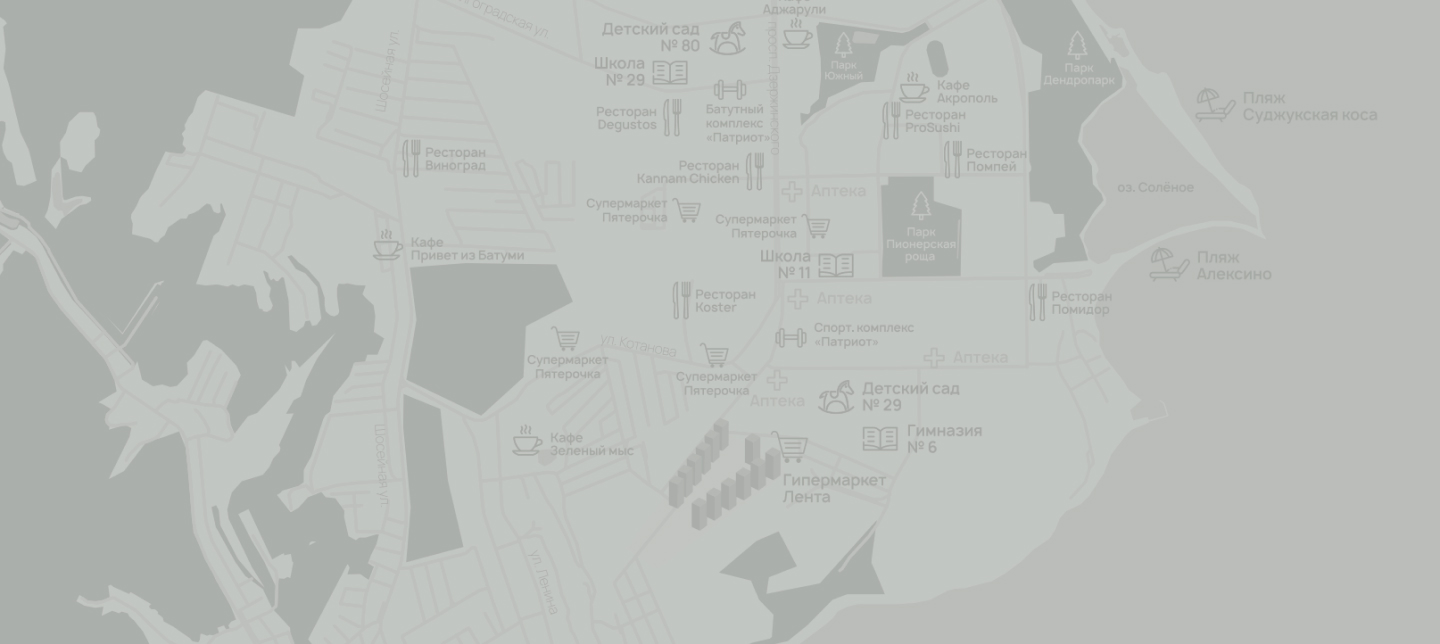 Аджарули
Детский сад
№ 80
Школа
№ 29
Парк
Южный
Парк
Дендропарк
Кафе
Акрополь
Пляж
Суджукская коса
Ресторан
Degustos
Батутный
комплекс
«Патриот»
Ресторан
ProSushi
Шоссейная ул.
Ресторан
Виноград
Ресторан
Kannam Chicken
Ресторан
Помпей
Аптека
оз. Солёное
Супермаркет
Пятерочка
Супермаркет
Пятерочка
Парк
Пионерская
роща
Кафе
Привет из Батуми
Школа
№ 11
Пляж
Алексино
Ресторан
Koster
Аптека
Ресторан
Помидор
Спорт. комплекс
«Патриот»
ул. Котанова
Супермаркет
Пятерочка
Супермаркет
Пятерочка
Аптека
Аптека
Детский сад
№ 29
Гимназия
№ 6
Кафе
Зеленый мыс
Гипермаркет
Лента
ул. Ленина